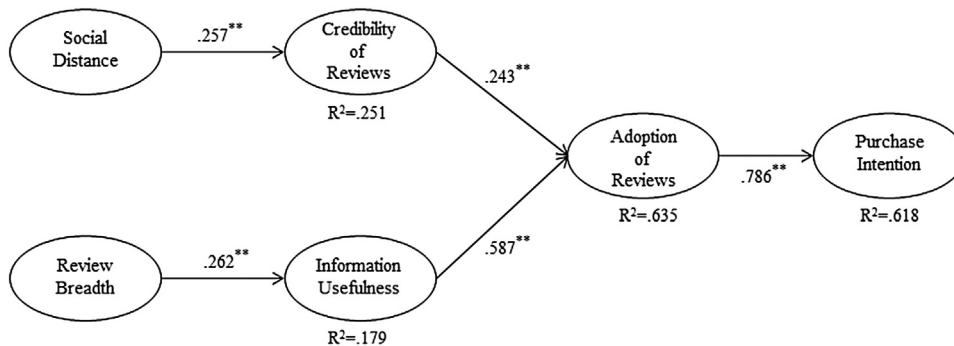 Social
Distance
.257**
Credibility
of
Reviews
R²=.251
.243**
Adoption
of
Reviews
R²=.635
.786**
Purchase
Intention
R²=.618
Review
Breadth
.262**
Information
Usefulness
R²=.179
.587**